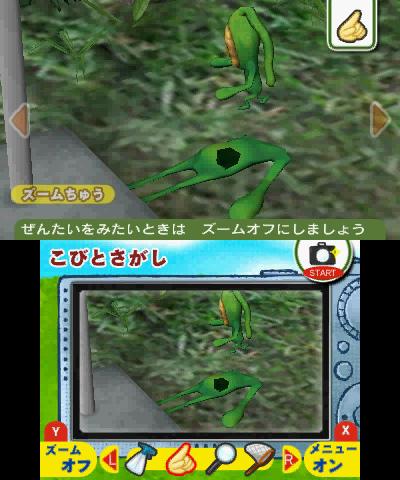 ズームちゅう
ぜんたいをみたいときは ズームオフにしましょう
こびとさがし
START
Y
X
ズーム
オフ
L
R
メニュー
オン